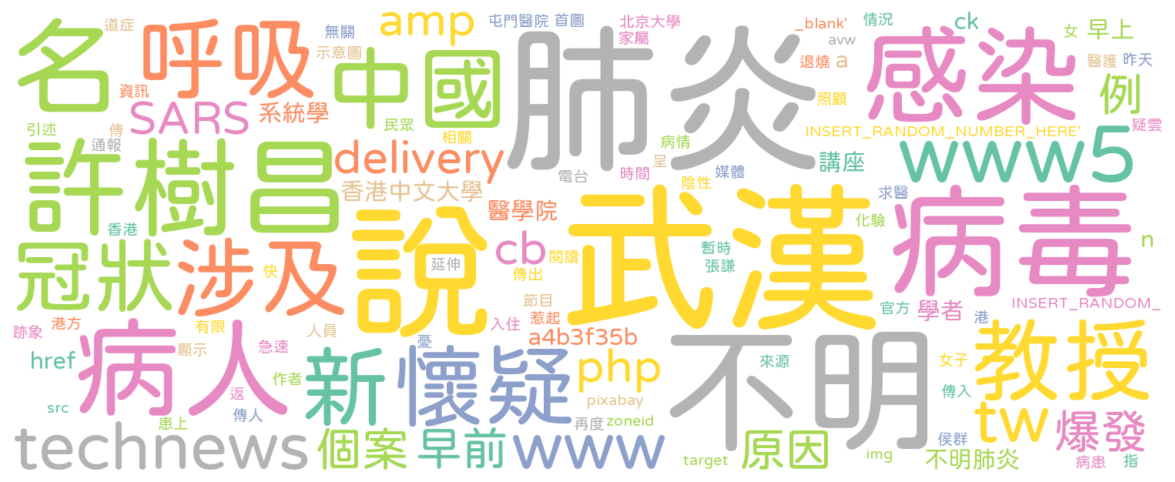 名
道症
呼吸
無關
示意圖
資訊
amp
屯門醫院
首圖
北京大學
家屬
_blank'
avw
退燒
a
情況
ck
女
早上
醫護
昨天
中國
肺炎
感染
例
SARS
系統學
民眾
相關
照顧
疑雲
引述
傳
通報
delivery
病情
呈
INSERT_RANDOM_NUMBER_HERE'
www5
講座
許樹昌
香港中文大學
電台
時間
媒體
陰性
求醫
醫學院
化驗
病毒
香港
說
武漢
冠狀
涉及
延伸
cb
閱讀
傳出
暫時
張謙
n
快
節目
惹起
官方
學者
港
INSERT_RANDOM_
跡象
港方
有限
人員
入住
a4b3f35b
憂
病人
href
顯示
急速
新
懷疑
php
不明
來源
女子
教授
作者
返
傳入
src
患上
傳人
pixabay
再度
zoneid
tw
爆發
technews
個案
早前
www
原因
侯群
target
img
不明肺炎
病患
指